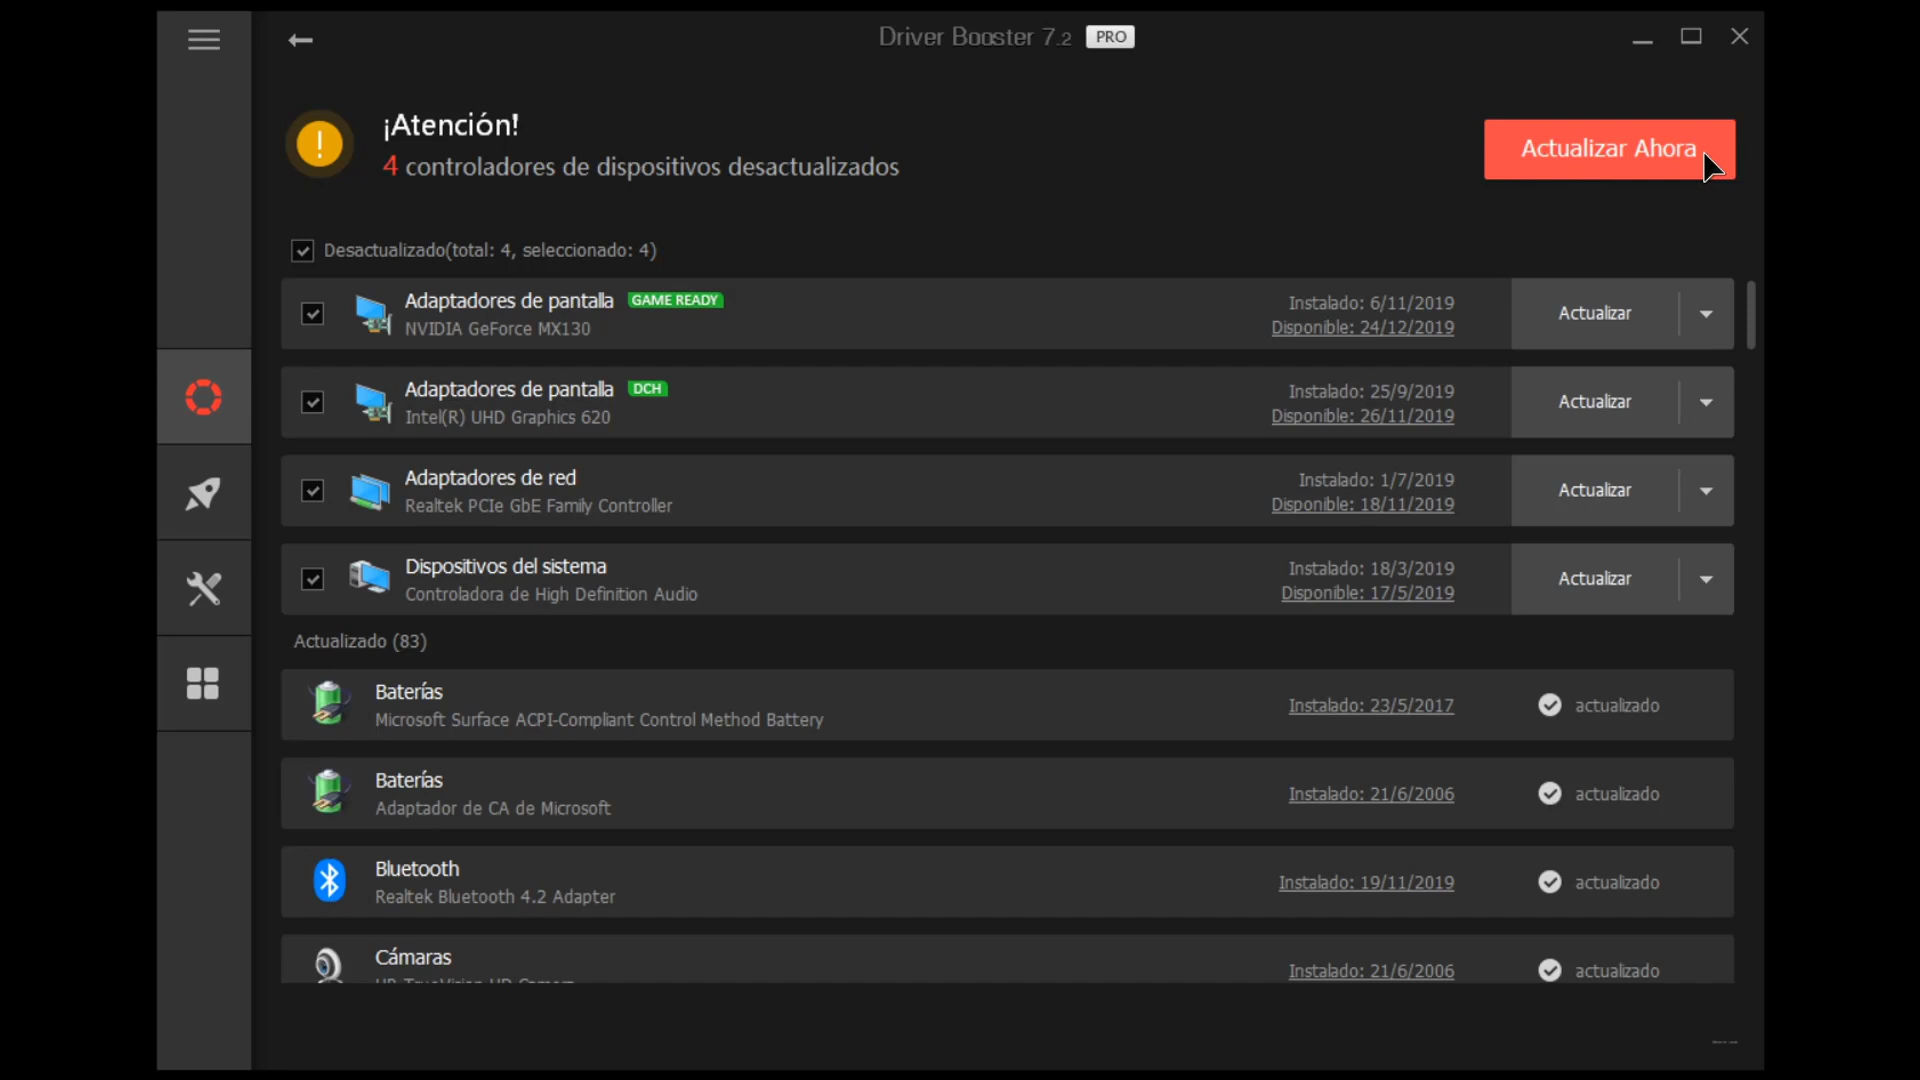 Driver Booster 7.2 PRO
¡Atención!
4 controladores de dispositivos desactualizados
Actualizar Ahora
Desactualizado(total: 4, seleccionado: 4)
Adaptadores de pantalla GAME READY
NVIDIA GeForce MX130
Instalado: 6/11/2019
Disponible: 24/12/2019
Actualizar
Adaptadores de pantalla DCH
Intel(R) UHD Graphics 620
Instalado: 25/9/2019
Disponible: 26/11/2019
Actualizar
Adaptadores de red
Realtek PCIe GbE Family Controller
Instalado: 1/7/2019
Disponible: 18/11/2019
Actualizar
Dispositivos del sistema
Controladora de High Definition Audio
Instalado: 18/3/2019
Disponible: 17/5/2019
Actualizar
Actualizado (83)
Baterías
Microsoft Surface ACPI-Compliant Control Method Battery
Instalado: 23/5/2017
actualizado
Baterías
Adaptador de CA de Microsoft
Instalado: 21/6/2006
actualizado
Bluetooth
Realtek Bluetooth 4.2 Adapter
Instalado: 19/11/2019
actualizado
Cámaras
HP TrueVision HD Camera
Instalado: 21/6/2006
actualizado